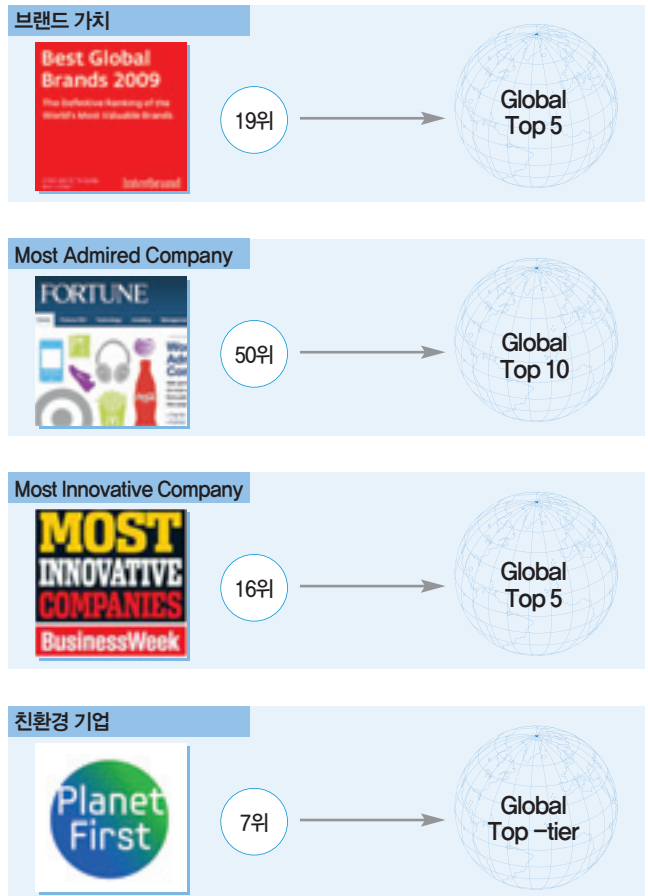 브랜드 가치
Best Global
Brands 2009
The Definitive Ranking of the
World's Most Valuable Brands
Interbrand
19위
Global
Top 5
Most Admired Company
FORTUNE
50위
Global
Top 10
Most Innovative Company
MOST
INNOVATIVE
COMPANIES
BusinessWeek
16위
Global
Top 5
친환경 기업
Planet
First
7위
Global
Top -tier